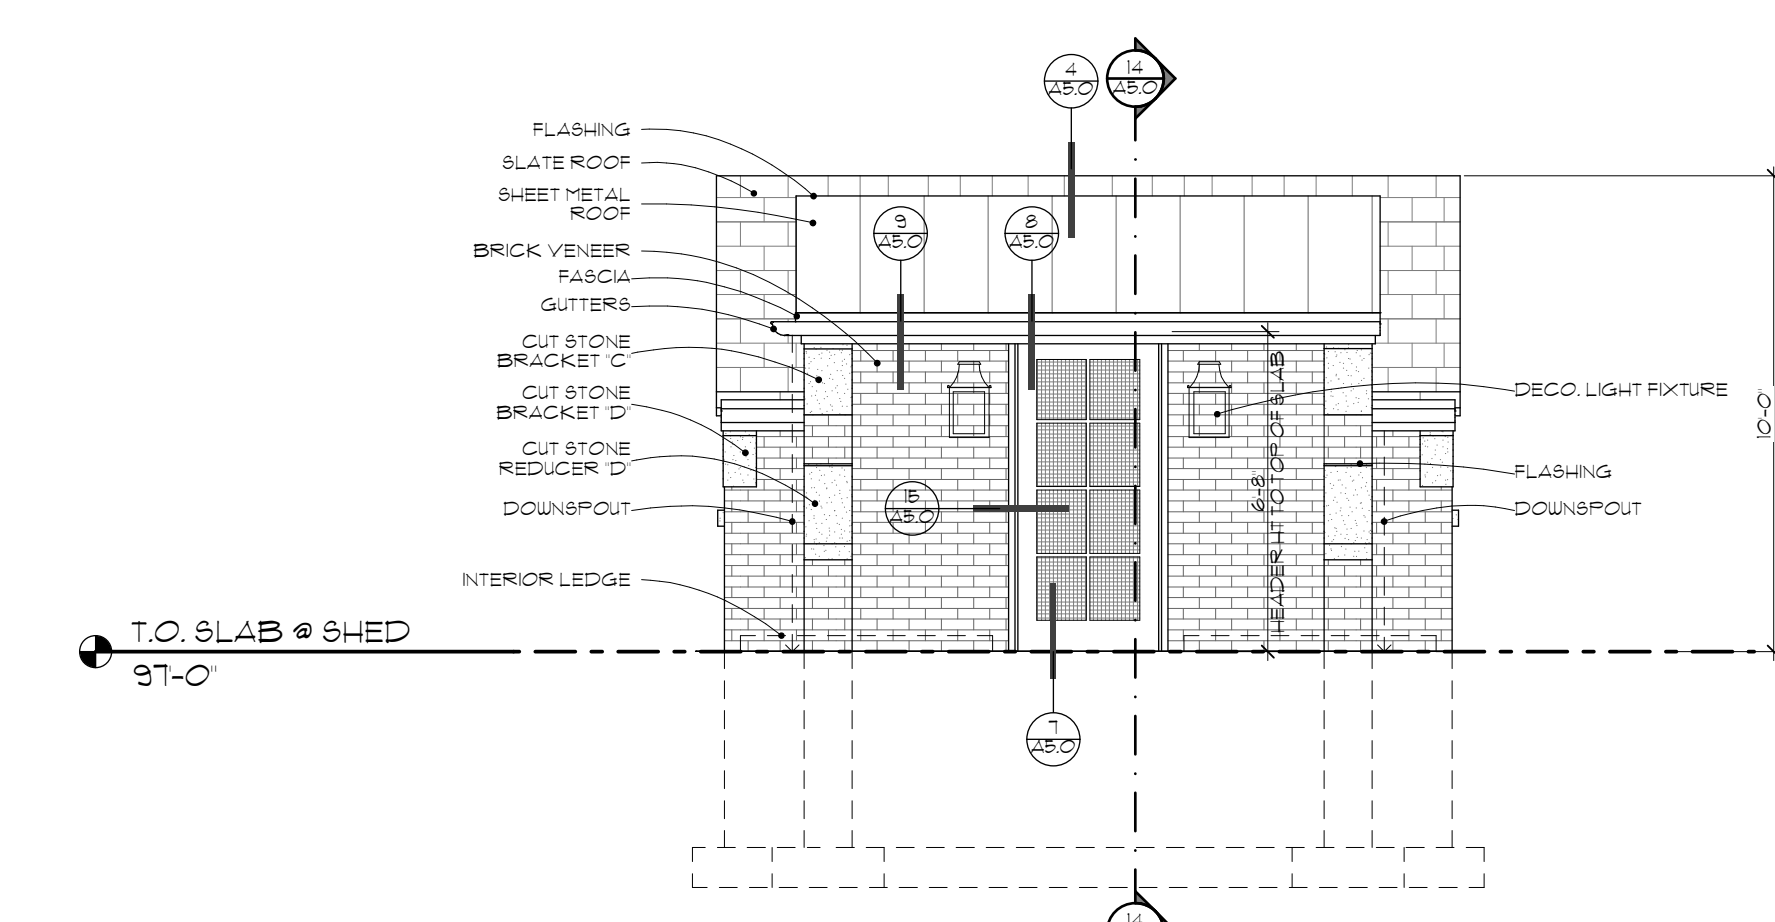 4
A5.0
14
A5.0
FLASHING
SLATE ROOF
SHEET METAL
ROOF
BRICK VENEER
FASCIA
GUTTERS
CUT STONE
BRACKET "C"
CUT STONE
BRACKET "D"
CUT STONE
REDUCER "D"
DOWNSPOUT
INTERIOR LEDGE
9
A5.0
8
A5.0
15
A5.0
6'-8"
HEADER HT TO TOP OF SLAB
DECO. LIGHT FIXTURE
FLASHING
DOWNSPOUT
10'-0"
T.O. SLAB @ SHED
97'-0"
7
A5.0
14